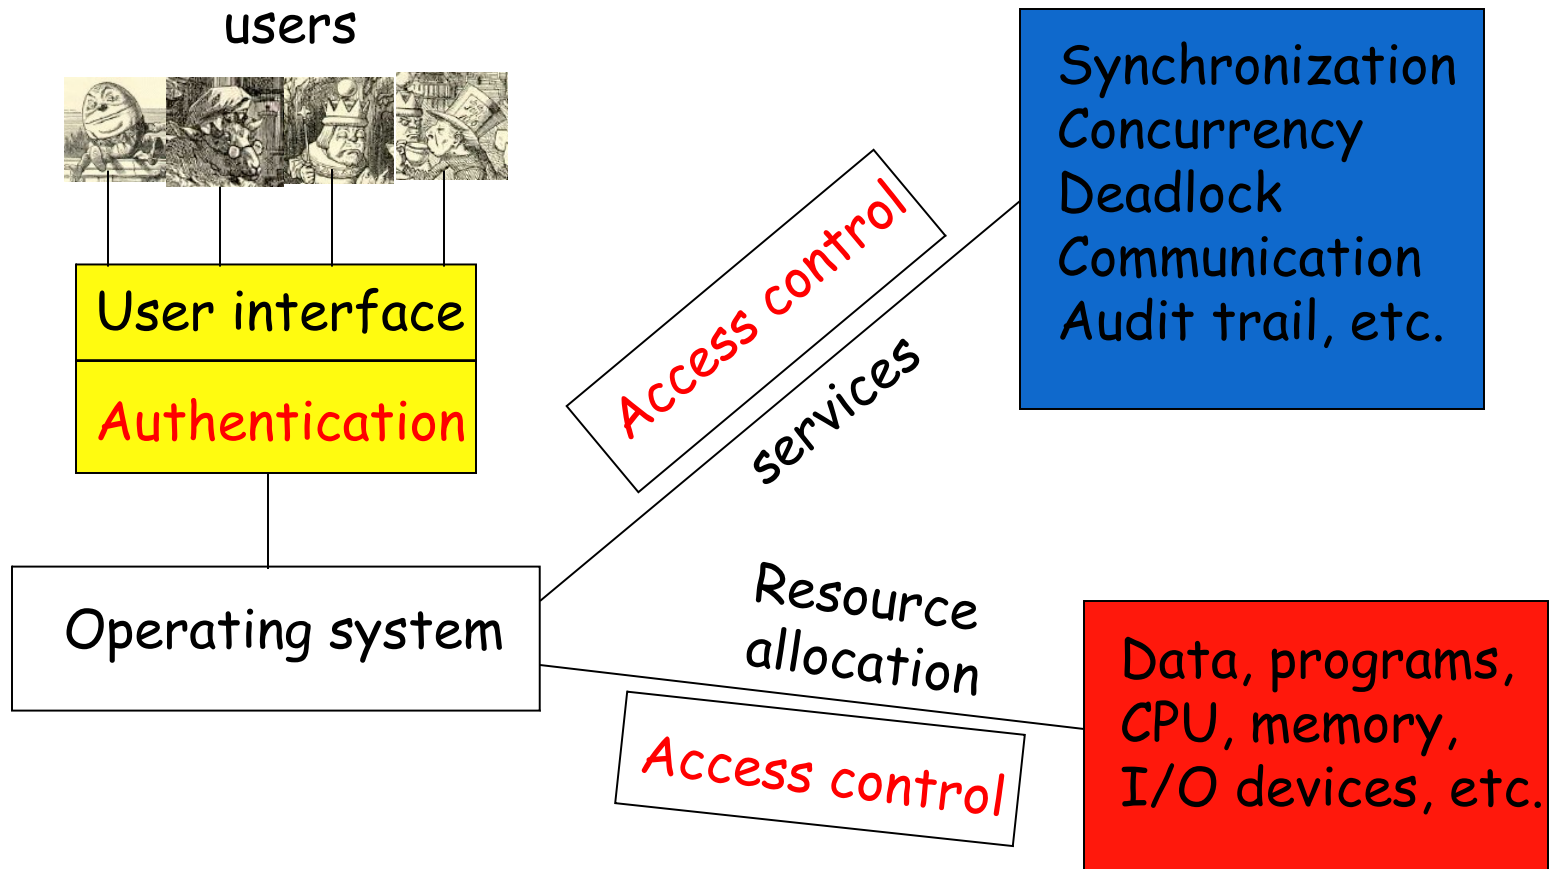 users
User interface
Authentication
Operating system
Access control
services
Synchronization
Concurrency
Deadlock
Communication
Audit trail, etc.
Resource
allocation
Access control
Data, programs,
CPU, memory,
I/O devices, etc.